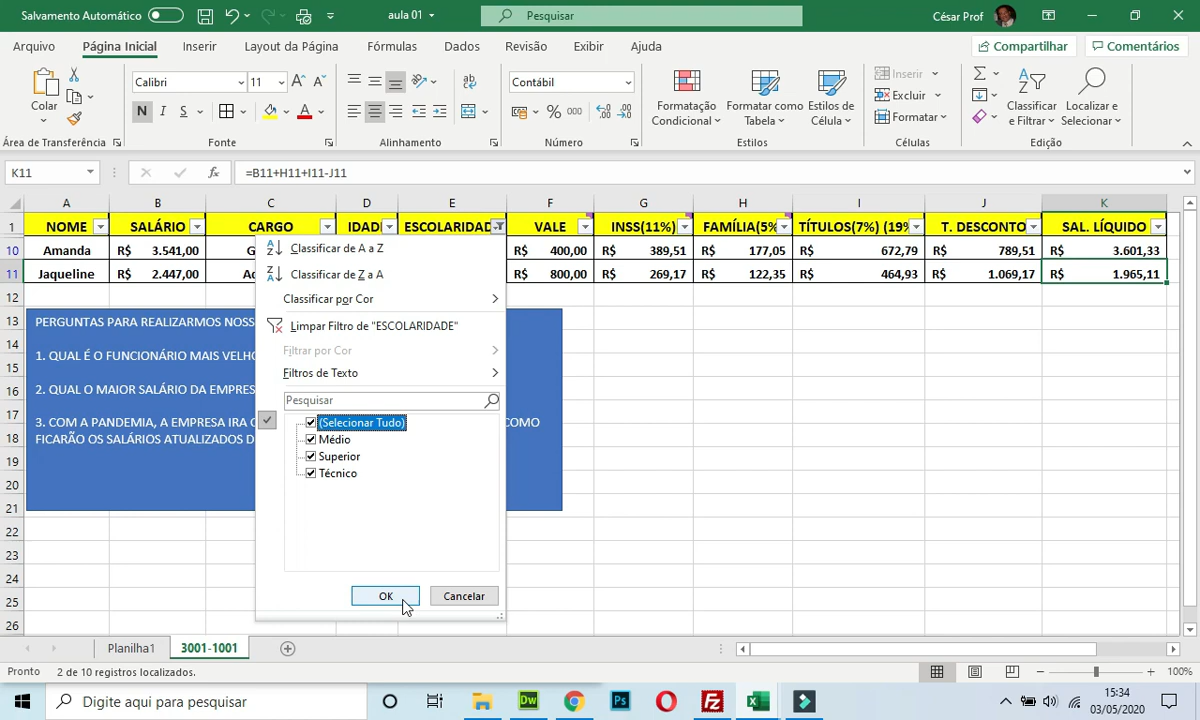 Salvamento Automático
aula 01
Pesquisar
César Prof
Arquivo
Página Inicial
Inserir
Layout da Página
Fórmulas
Dados
Revisão
Exibir
Ajuda
Compartilhar
Comentários
Colar
Calibri
11
N I S
A
Contábil
% 000
Formatação Condicional
Formatar como Tabela
Estilos de Célula
Inserir
Excluir
Formatar
Classificar e Filtrar
Localizar e Selecionar
Área de Transferência
Fonte
Alinhamento
Número
Estilos
Células
Edição
K11
fx
=B11+H11+I11-J11
A B C D E F G H I J K
1 NOME SALÁRIO CARGO IDAD ESCOLARIDAD VALE INSS(11%) FAMÍLIA(5% TÍTULOS(7%) (19% T. DESCONTO SAL. LÍQUIDO
10 Amanda R$ 3.541,00 G R$ 400,00 R$ 389,51 R$ 177,05 R$ 672,79 R$ 789,51 R$ 3.601,33
11 Jaqueline R$ 2.447,00 Ad R$ 800,00 R$ 269,17 R$ 122,35 R$ 464,93 R$ 1.069,17 R$ 1.965,11
12
13 PERGUNTAS PARA REALIZARMOS NOSS
14
15 1. QUAL É O FUNCIONÁRIO MAIS VELHO
16 2. QUAL O MAIOR SALÁRIO DA EMPRES
17 3. COM A PANDEMIA, A EMPRESA IRA C COMO
18 FICARÃO OS SALÁRIOS ATUALIZADOS D
19
20
21
22
23
24
25
26
Classificar de A a Z
Classificar de Z a A
Classificar por Cor
Limpar Filtro de "ESCOLARIDADE"
Filtrar por Cor
Filtros de Texto
Pesquisar
(Selecionar Tudo)
Médio
Superior
Técnico
OK
Cancelar
Planilha1
3001-1001
Pronto
2 de 10 registros localizados.
100%
Digite aqui para pesquisar
Dw
Ps
Fz
15:34
03/05/2020